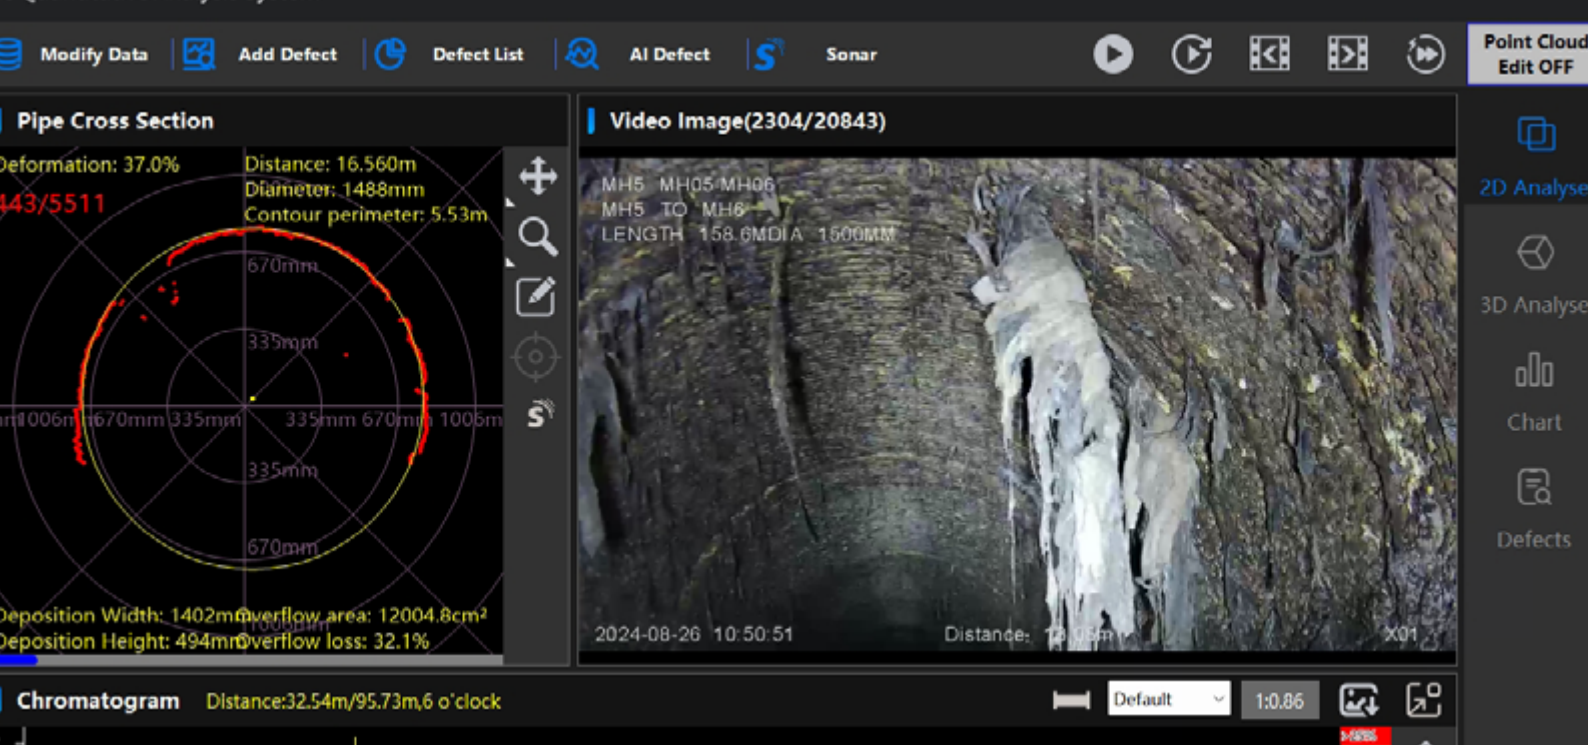 Modify Data
Add Defect
Defect List
AI Defect
Sonar
Point Cloud
Edit OFF
Pipe Cross Section
Deformation: 37.0%
443/5511
Distance: 16.560m
Diameter: 1488mm
Contour perimeter: 5.53m
670mm
335mm
1006m 670mm 335mm 335mm 670mm 1006m
335mm
670mm
Deposition Width: 1402mm
Overflow area: 12004.8cm²
Deposition Height: 494mm
Overflow loss: 32.1%
Video Image(2304/20843)
MH5 MH05-MH06
MH5 TO MH6
LENGTH 158.6MDIA 1500MM
2024-08-26 10:50:51
Distance:
X01
2D Analyse
3D Analyse
Chart
Defects
Chromatogram
Distance:32.54m/95.73m,6 o'clock
Default
1:0.86